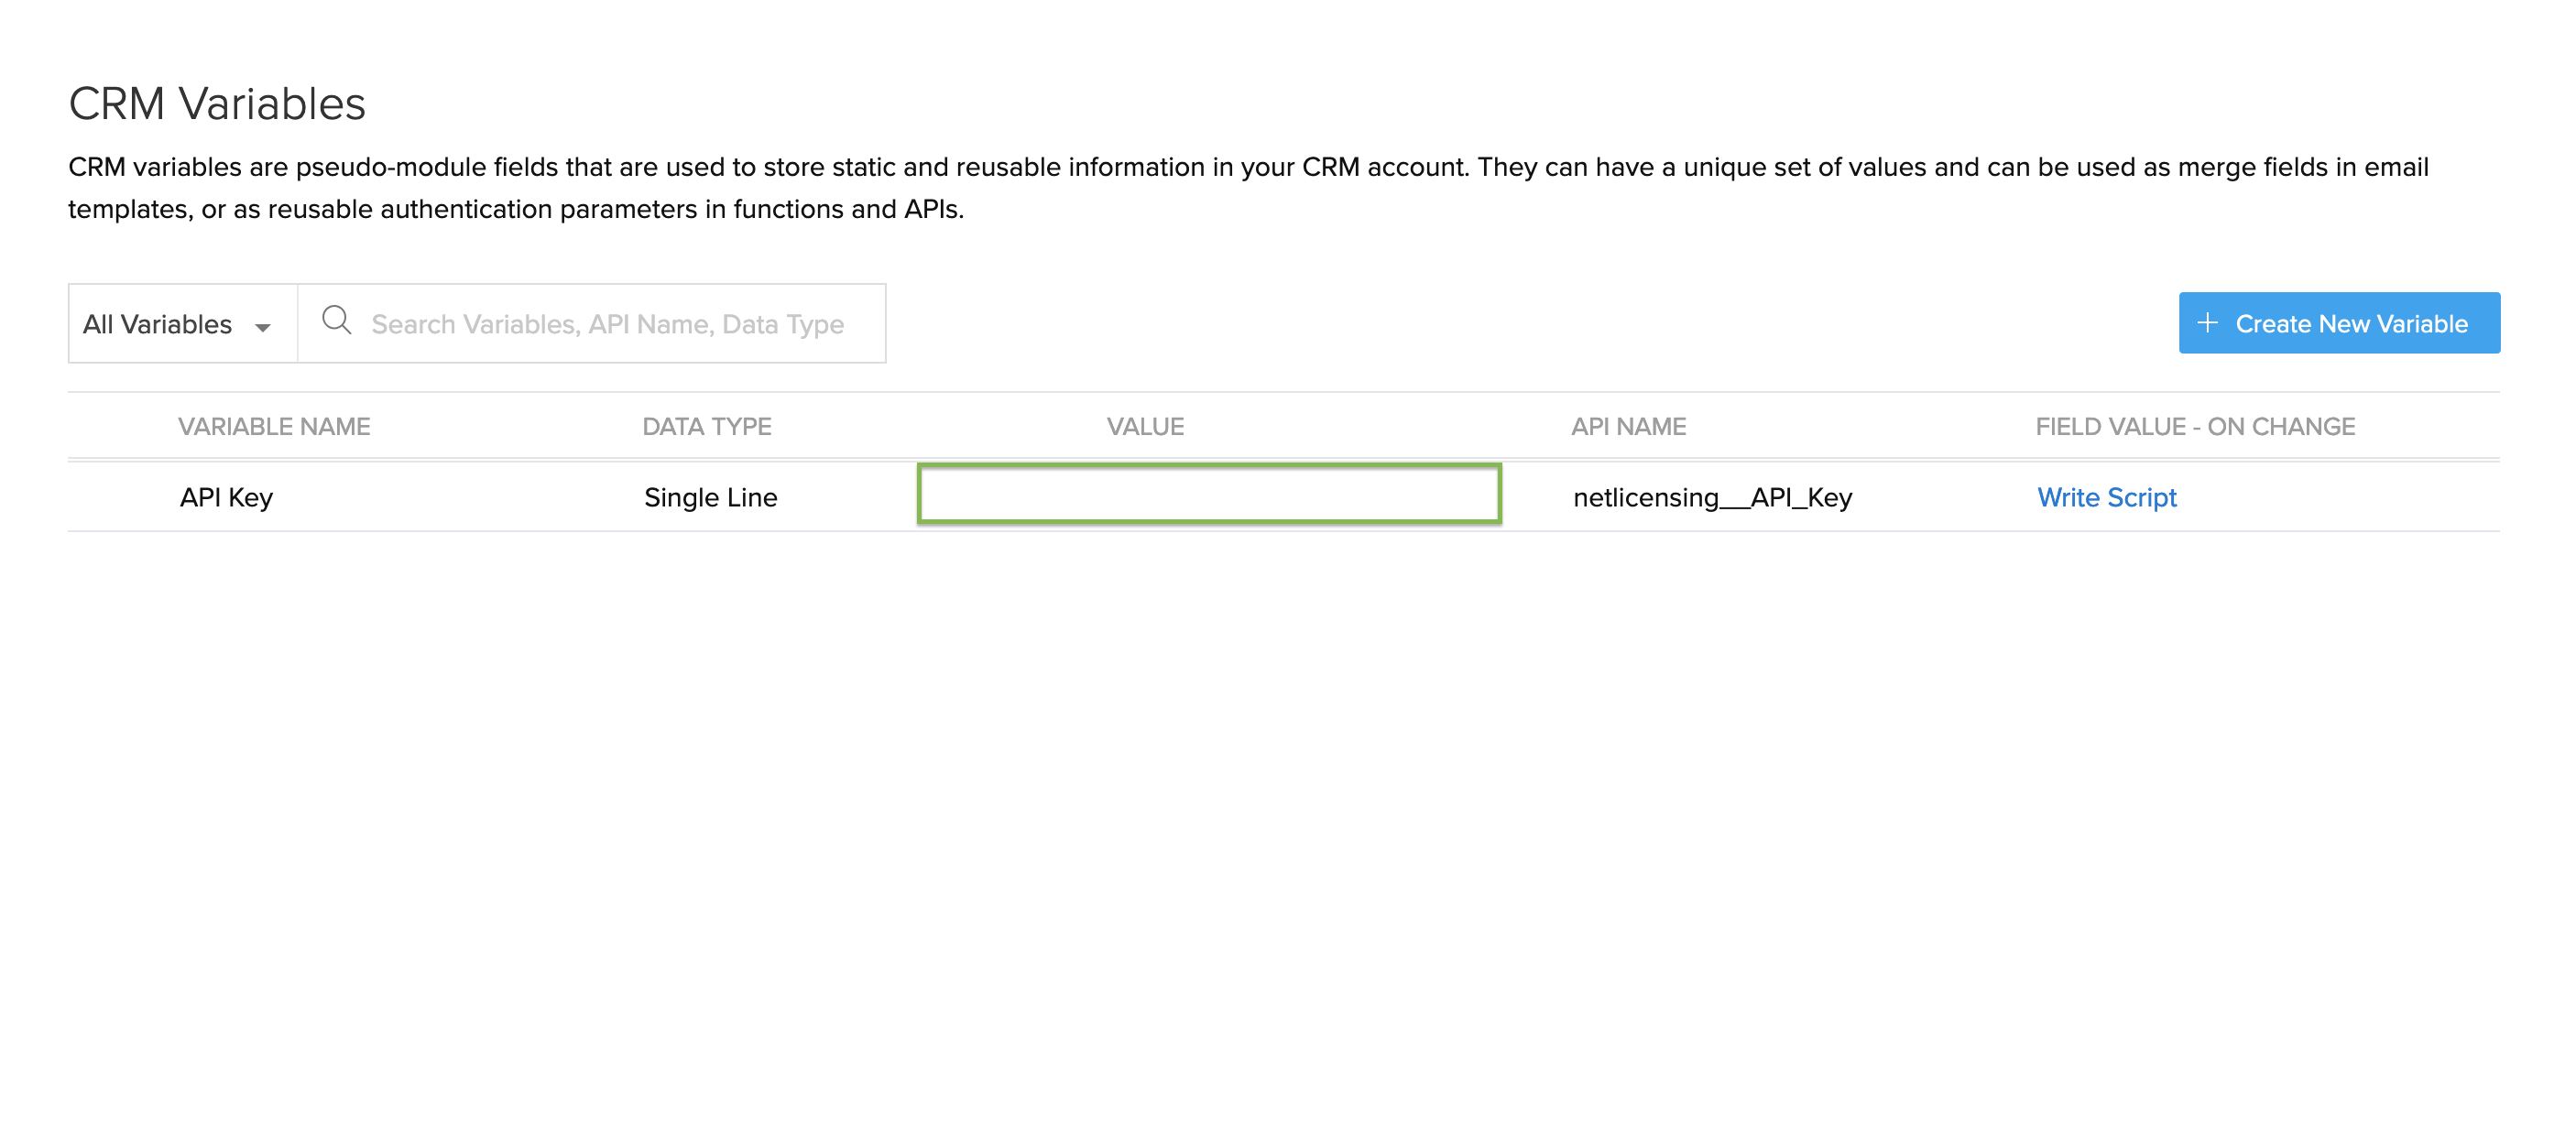 CRM Variables
CRM variables are pseudo-module fields that are used to store static and reusable information in your CRM account. They can have a unique set of values and can be used as merge fields in email
templates, or as reusable authentication parameters in functions and APIs.
All Variables
Search Variables, API Name, Data Type
Create New Variable
VARIABLE NAME DATA TYPE VALUE API NAME FIELD VALUE - ON CHANGE
API Key Single Line netlicensing__API_Key Write Script